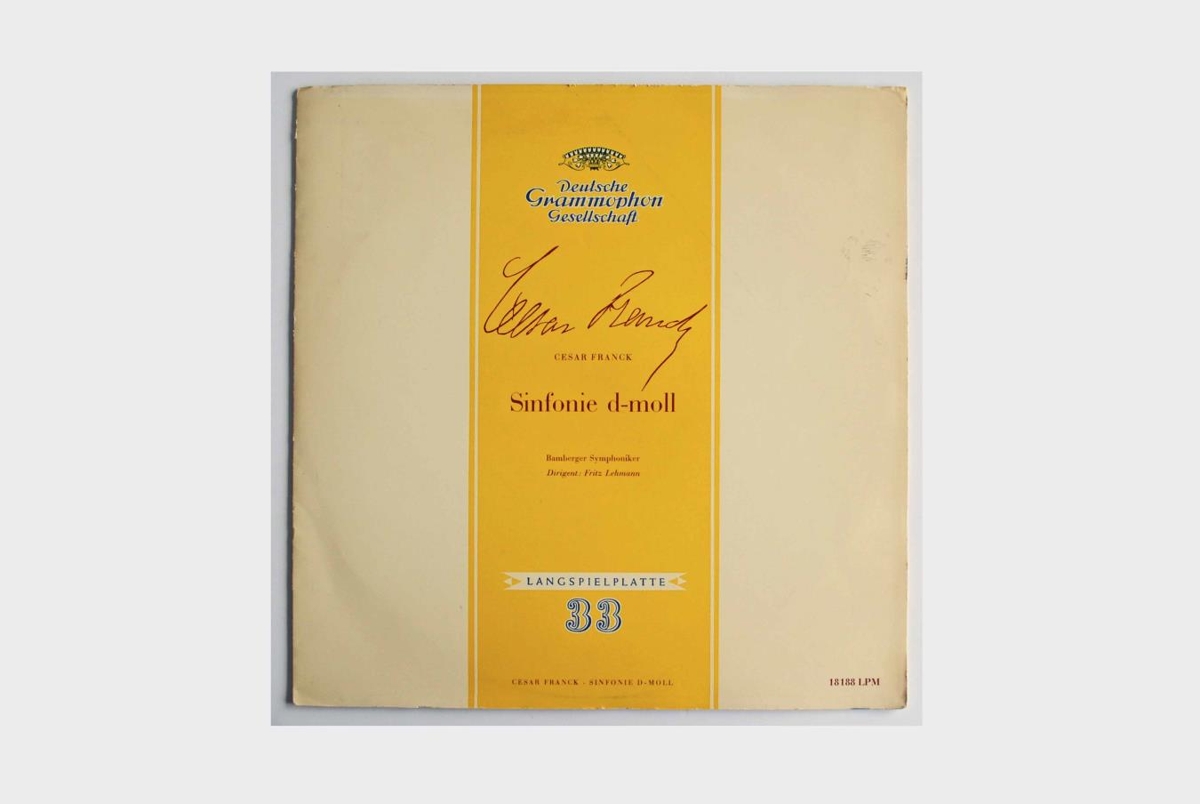 Deutsche
Grammophon
Gesellschaft
Cesar Franck
CESAR FRANCK
Sinfonie d-moll
Bamberger Symphoniker
Dirigent: Fritz Lehmann
LANGSPIELPLATTE
33
CESAR FRANCK - SINFONIE D-MOLL
18188 LPM